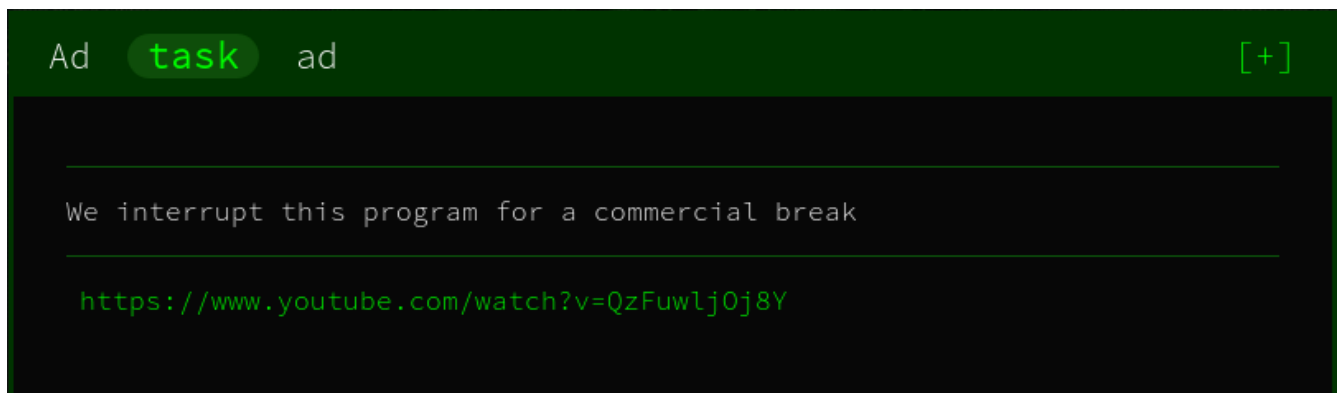 Ad task ad [+]
We interrupt this program for a commercial break
https://www.youtube.com/watch?v=QzFuwljOj8Y